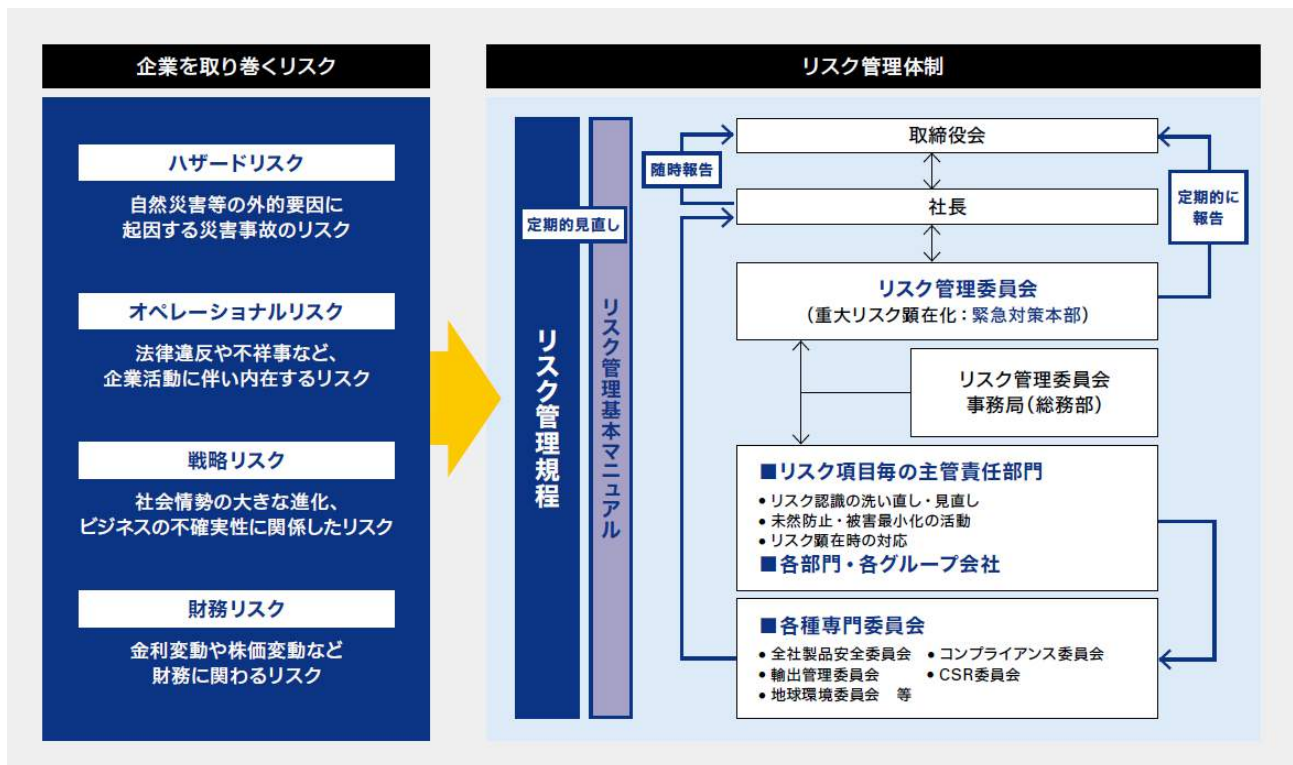 企業を取り巻くリスク
ハザードリスク
自然災害等の外的要因に
起因する災害事故のリスク
オペレーショナルリスク
法律違反や不祥事など、
企業活動に伴い内在するリスク
戦略リスク
社会情勢の大きな進化、
ビジネスの不確実性に関係したリスク
財務リスク
金利変動や株価変動など
財務に関わるリスク
リスク管理体制
リスク管理規程
定期的見直し
リスク管理基本マニュアル
随時報告
取締役会
社長
定期的に
報告
リスク管理委員会
（重大リスク顕在化：緊急対策本部）
リスク管理委員会
事務局（総務部）
■リスク項目毎の主管責任部門
● リスク認識の洗い直し・見直し
● 未然防止・被害最小化の活動
● リスク顕在時の対応
■各部門・各グループ会社
■各種専門委員会
● 全社製品安全委員会 ● コンプライアンス委員会
● 輸出管理委員会 ● CSR委員会
● 地球環境委員会　等